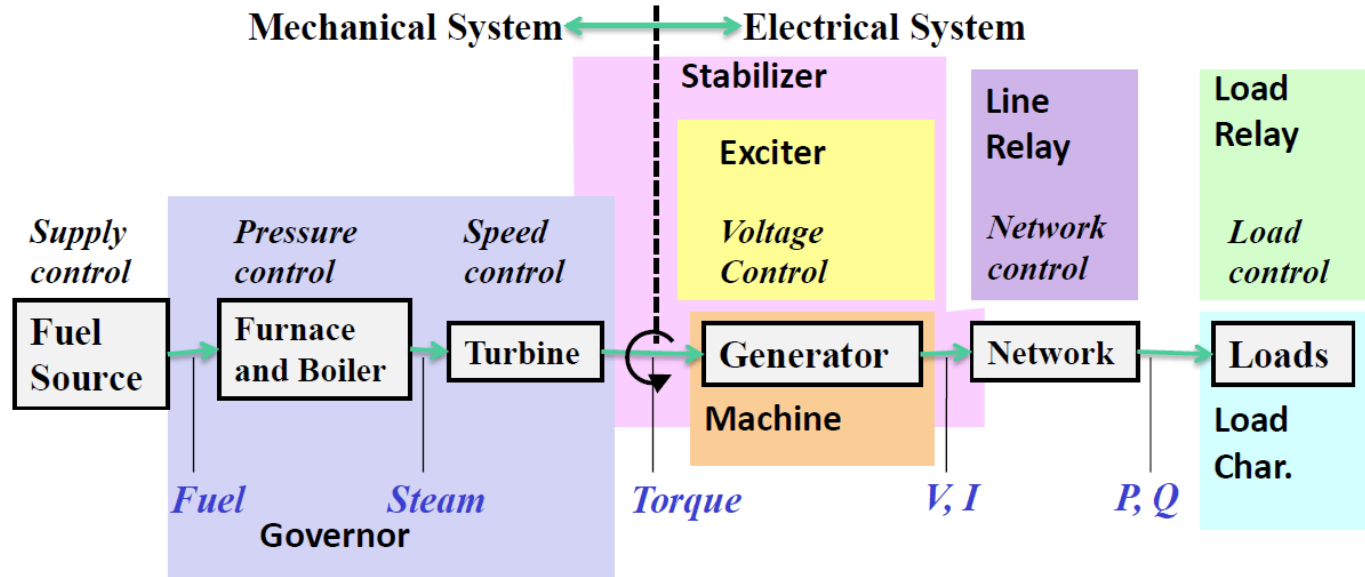 Mechanical System
Electrical System
Stabilizer
Exciter
Line
Relay
Load
Relay
Supply
control
Pressure
control
Speed
control
Voltage
Control
Network
control
Load
control
Fuel
Source
Furnace
and Boiler
Turbine
Generator
Network
Loads
Machine
Load
Char.
Fuel
Steam
Torque
V, I
P, Q
Governor